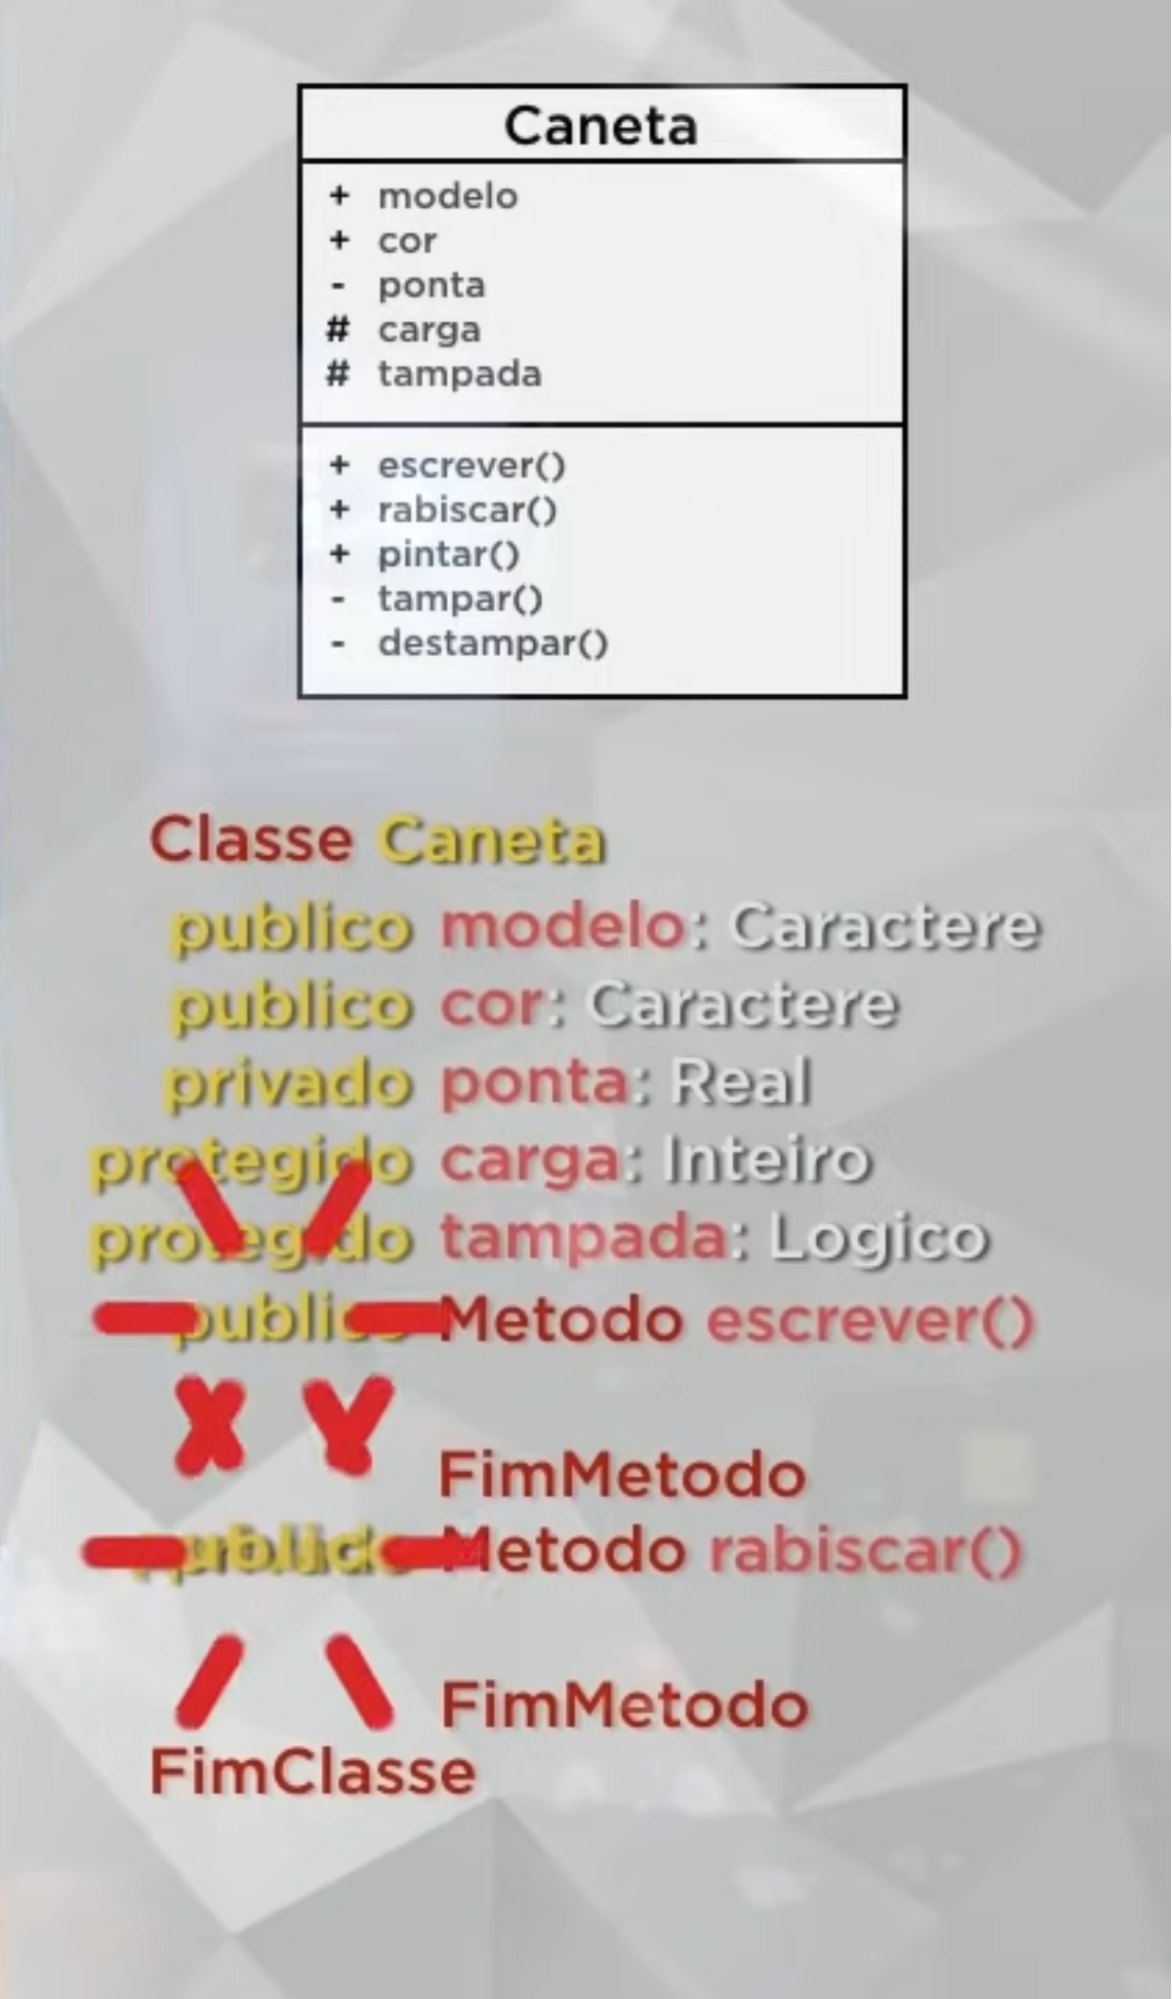 Caneta
+ modelo
+ cor
- ponta
# carga
# tampada
+ escrever()
+ rabiscar()
+ pintar()
- tampar()
- destampar()
Classe Caneta
publico modelo: Caractere
publico cor: Caractere
privado ponta: Real
protegido carga: Inteiro
protegido tampada: Logico
publico Metodo escrever()
FimMetodo
Metodo rabiscar()
FimMetodo
FimClasse